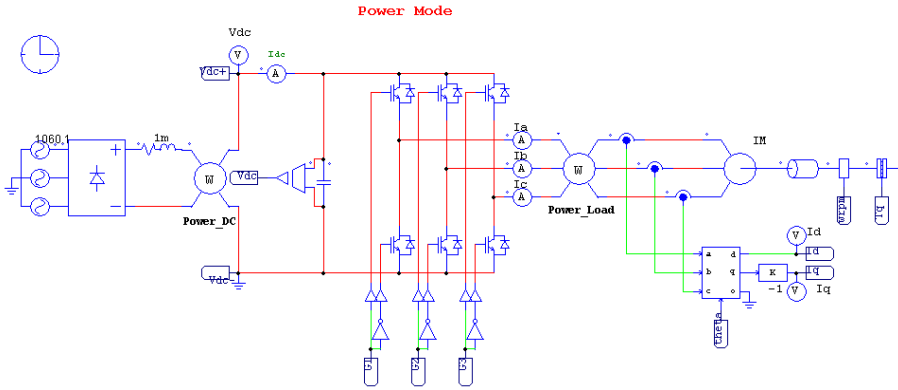 Power Mode
Vdc
Idc
V
Vdc+
A
1060.1
1m
W
Vdc
Power_DC
Vdc-
Ia
A
Ib
A
Ic
A
W
Power_Load
IM
wrpm
V
Id
a
d
Id
b
q
K
Iq
-1
V
Iq
c
o
theta